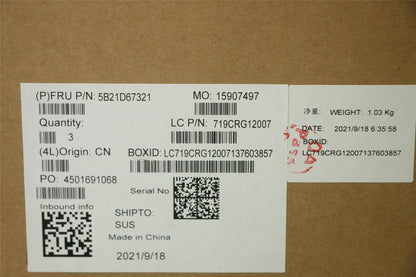 (P)FRU P/N: 5B21D67321
MO: 15907497
Quantity:
3
LC P/N: 719CRG12007
(4L)Origin: CN
BOXID: LC719CRG12007137603857
PO: 4501691068
Serial No
Inbound info
SHIPTO:
SUS
Made in China
2021/9/18
净重: WEIGHT: 1.03 Kg
DATE: 2021/9/18 6:35:58
BOXID:
LC719CRG12007137603857